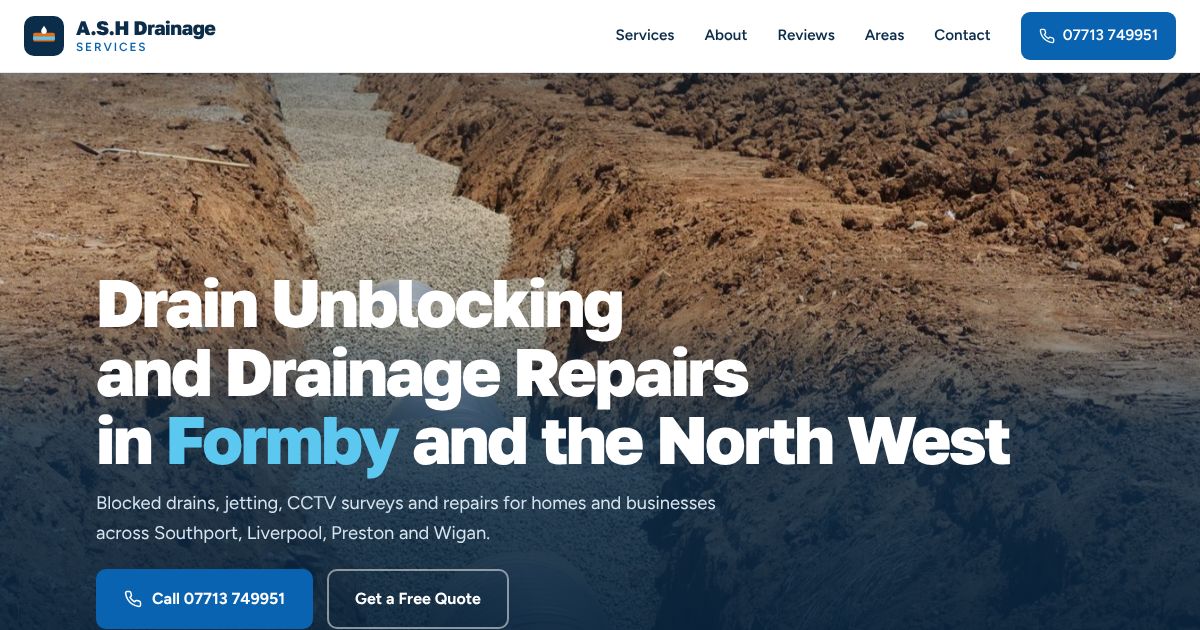 A.S.H Drainage
SERVICES
Services
About
Reviews
Areas
Contact
07713 749951
Drain Unblocking
and Drainage Repairs
in Formby and the North West
Blocked drains, jetting, CCTV surveys and repairs for homes and businesses
across Southport, Liverpool, Preston and Wigan.
Call 07713 749951
Get a Free Quote